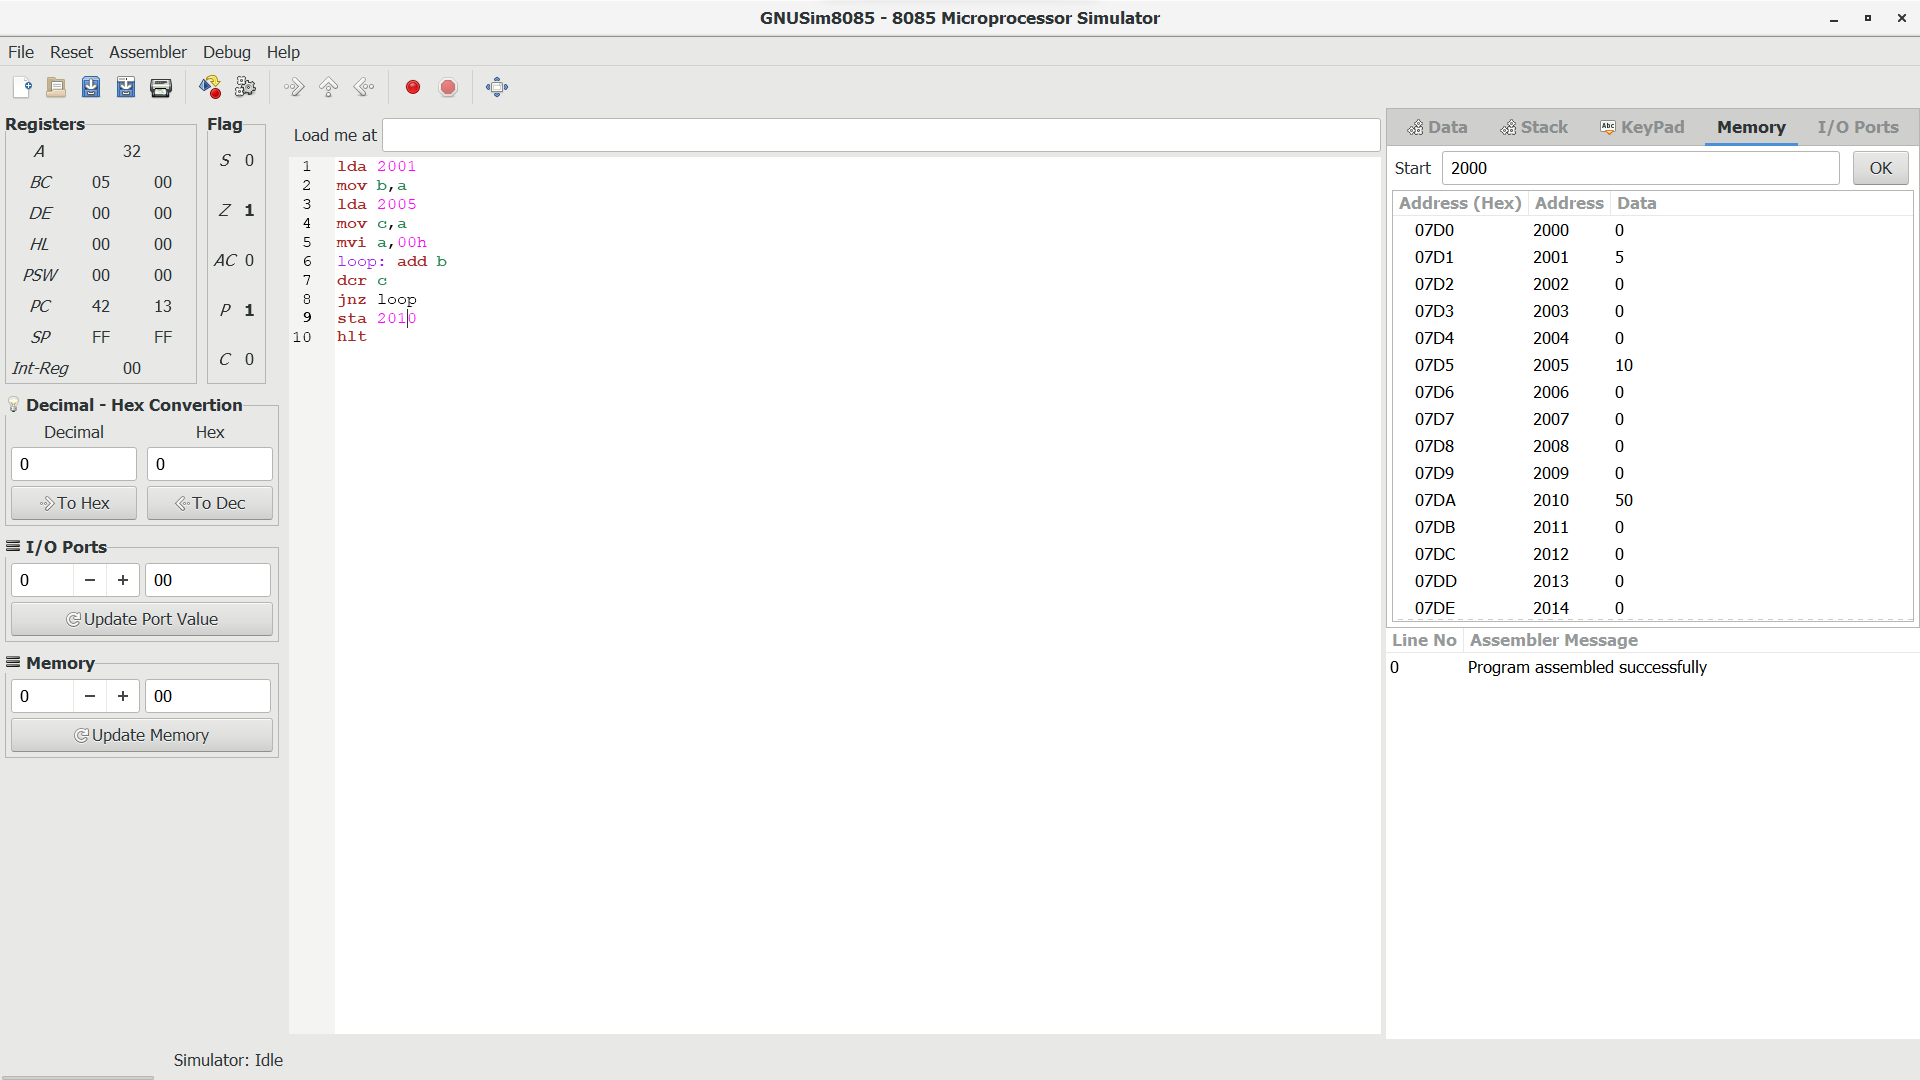 GNUSim8085 - 8085 Microprocessor Simulator
File Reset Assembler Debug Help
Registers
A 32
BC 05 00
DE 00 00
HL 00 00
PSW 00 00
PC 42 13
SP FF FF
Int-Reg 00
Flag
S 0
Z 1
AC 0
P 1
C 0
Decimal - Hex Convertion
Decimal Hex
0 0
To Hex To Dec
I/O Ports
0 − + 00
Update Port Value
Memory
0 − + 00
Update Memory
Load me at
1 lda 2001
2 mov b,a
3 lda 2005
4 mov c,a
5 mvi a,00h
6 loop: add b
7 dcr c
8 jnz loop
9 sta 2010
10 hlt
Data Stack Abc KeyPad Memory I/O Ports
Start 2000 OK
Address (Hex) Address Data
07D0 2000 0
07D1 2001 5
07D2 2002 0
07D3 2003 0
07D4 2004 0
07D5 2005 10
07D6 2006 0
07D7 2007 0
07D8 2008 0
07D9 2009 0
07DA 2010 50
07DB 2011 0
07DC 2012 0
07DD 2013 0
07DE 2014 0
Line No Assembler Message
0 Program assembled successfully
Simulator: Idle